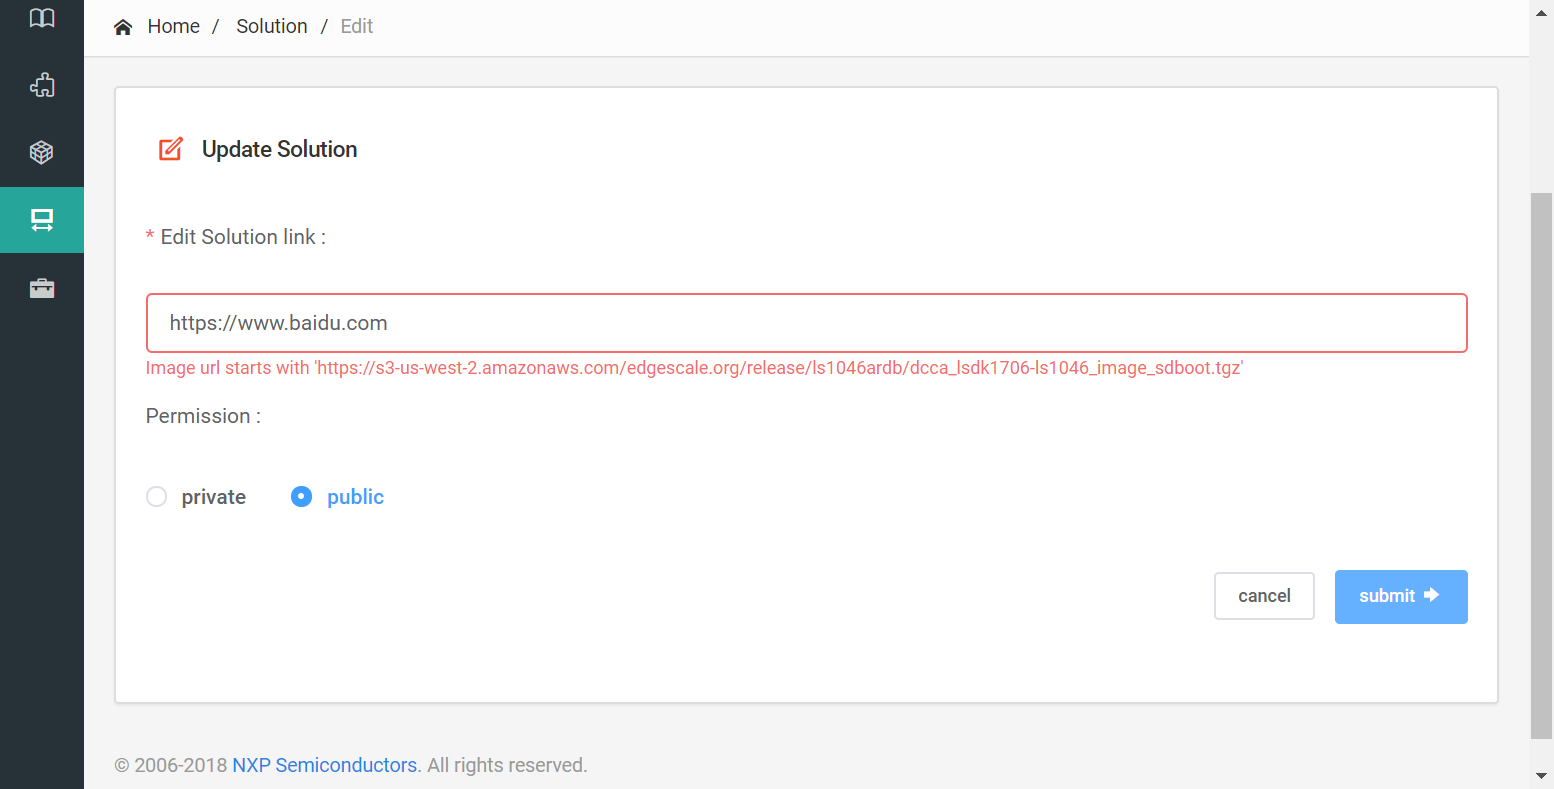 Home / Solution / Edit
Update Solution
* Edit Solution link :
https://www.baidu.com
Image url starts with 'https://s3-us-west-2.amazonaws.com/edgescale.org/release/ls1046ardb/dcca_lsdk1706-ls1046_image_sdboot.tgz'
Permission :
private public
cancel submit
© 2006-2018 NXP Semiconductors. All rights reserved.